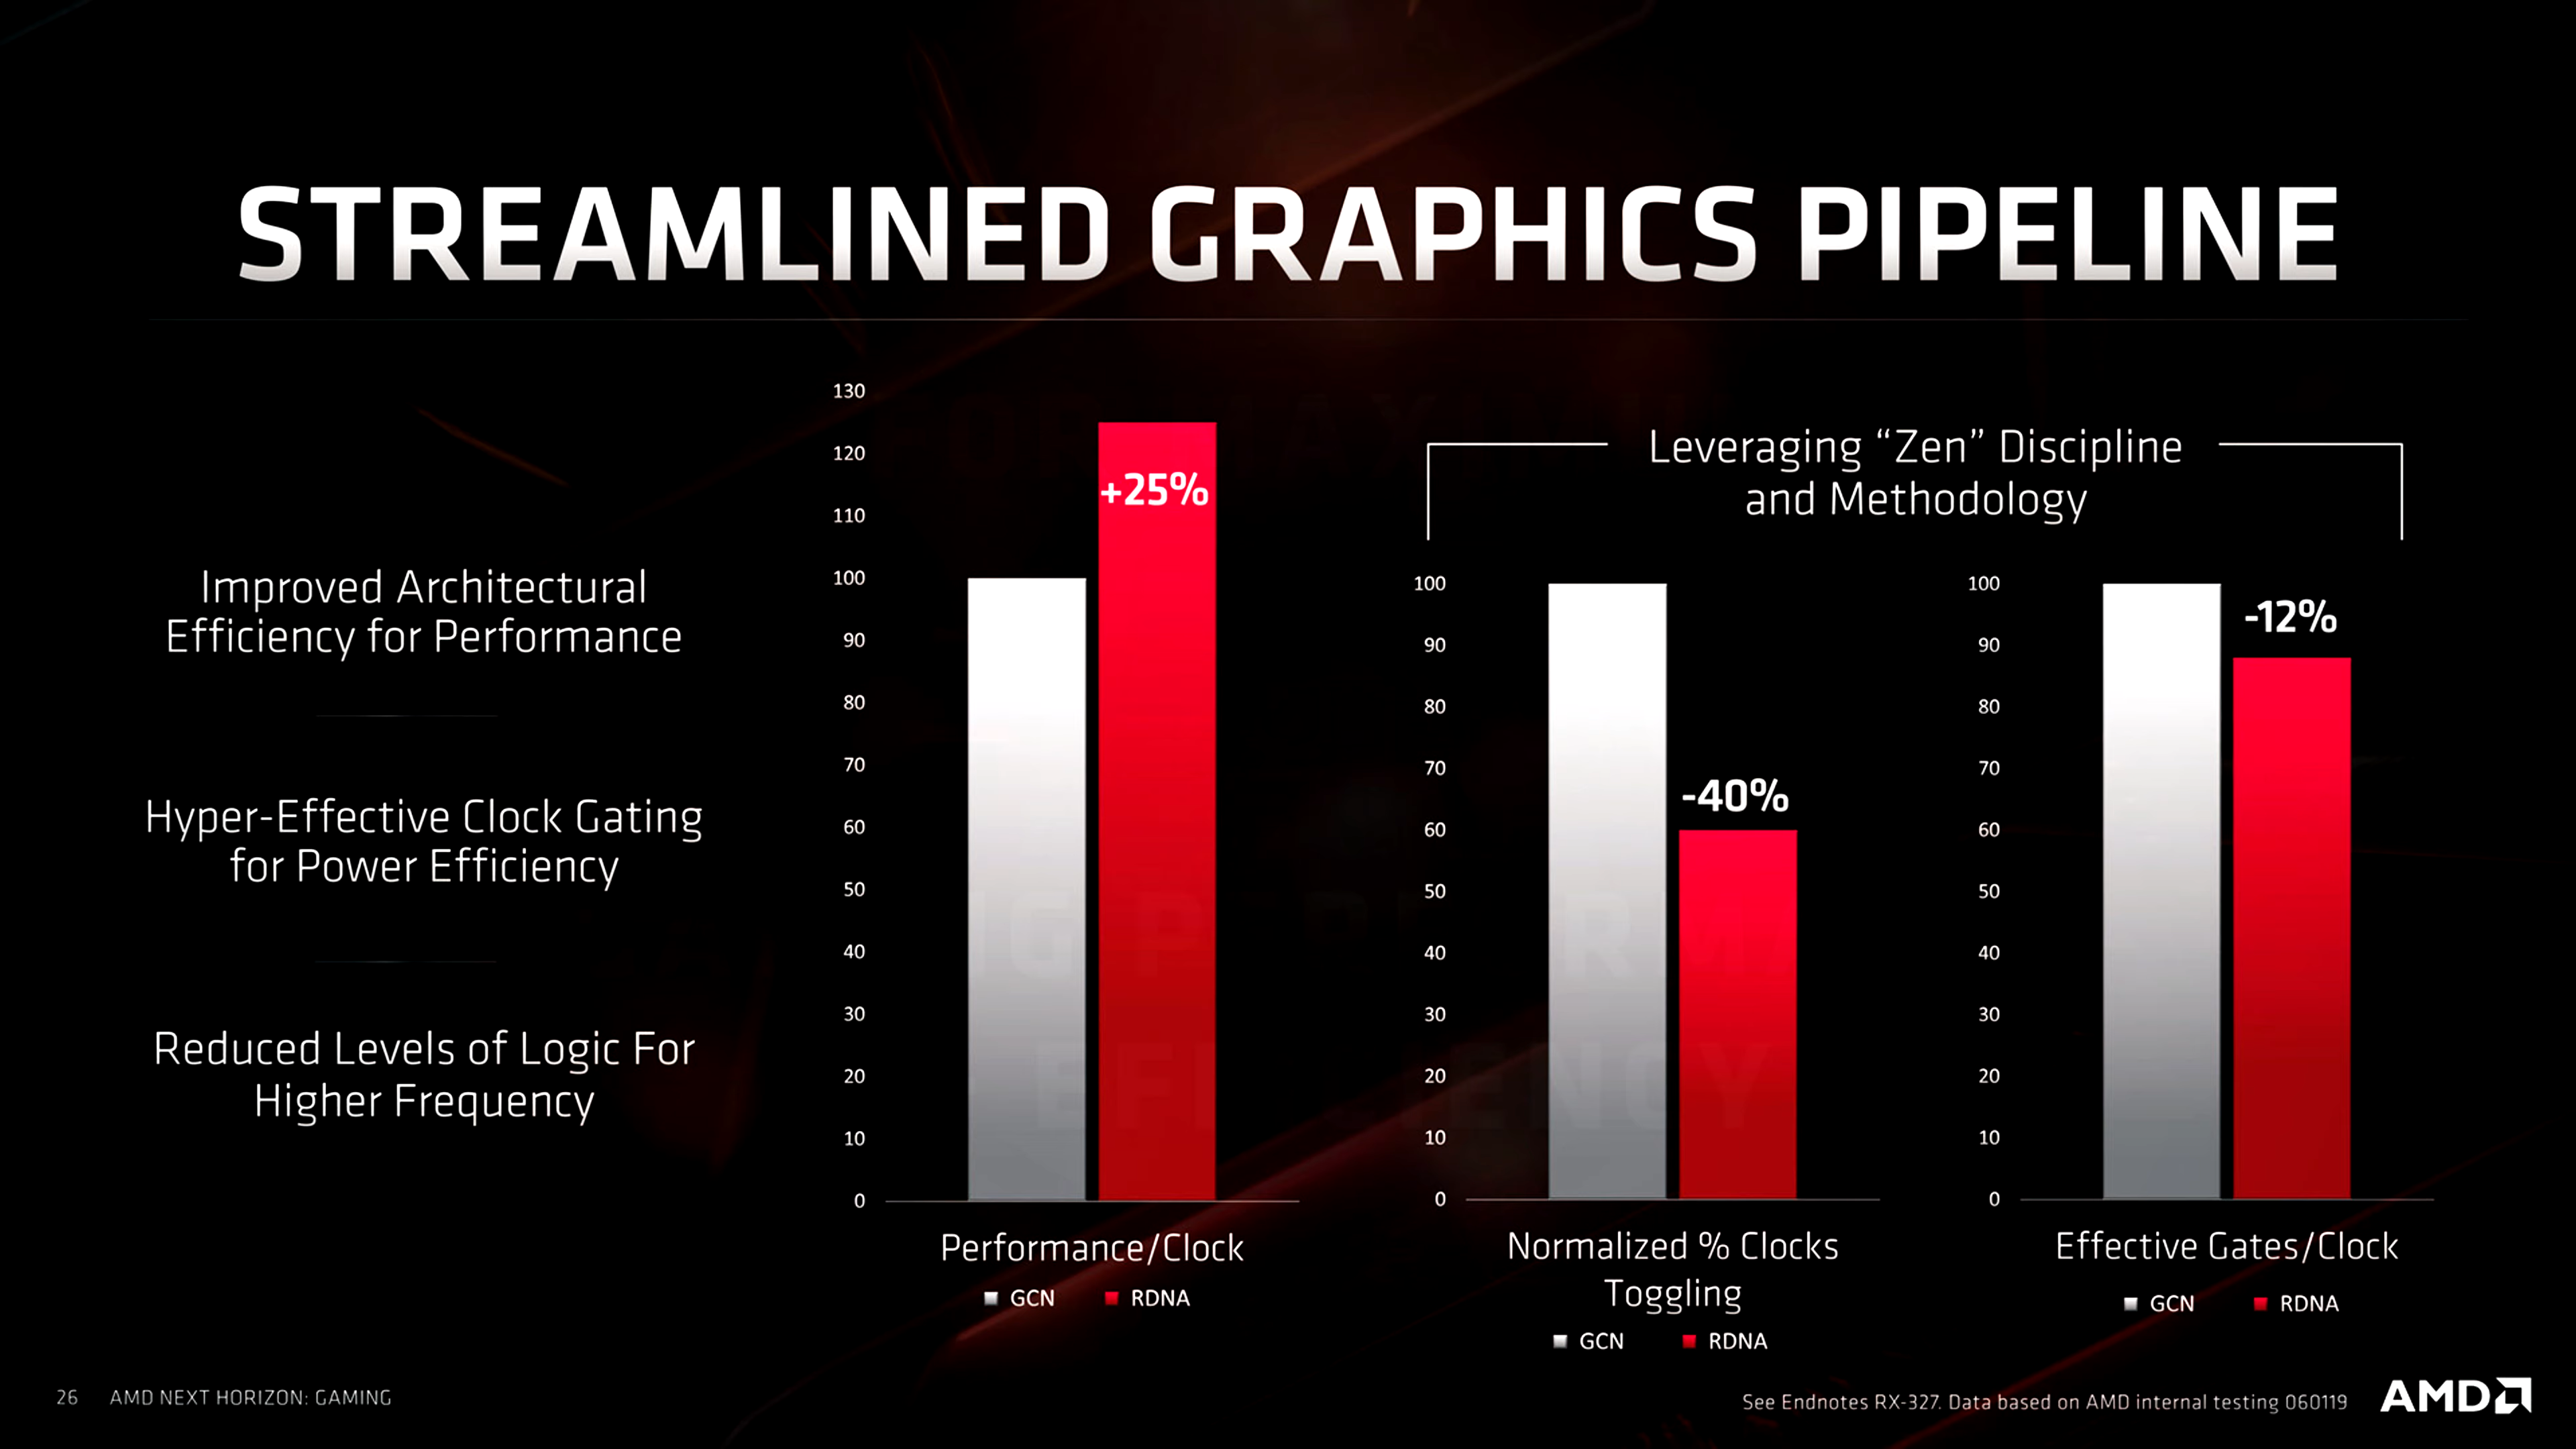 STREAMLINED GRAPHICS PIPELINE
Improved Architectural
Efficiency for Performance
Hyper-Effective Clock Gating
for Power Efficiency
Reduced Levels of Logic For
Higher Frequency
130
120
110
100
90
80
70
60
50
40
30
20
10
0
+25%
Performance/Clock
GCN RDNA
Leveraging “Zen” Discipline
and Methodology
100
90
80
70
60
50
40
30
20
10
0
-40%
Normalized % Clocks
Toggling
GCN RDNA
100
90
80
70
60
50
40
30
20
10
0
-12%
Effective Gates/Clock
GCN RDNA
26 AMD NEXT HORIZON: GAMING
See Endnotes RX-327. Data based on AMD internal testing 060119
AMD